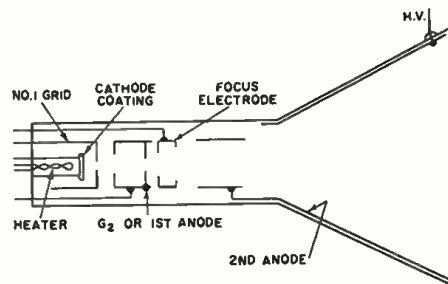 H.V.
CATHODE
COATING
FOCUS
ELECTRODE
NO.1 GRID
HEATER
G2 OR 1ST ANODE
2ND ANODE